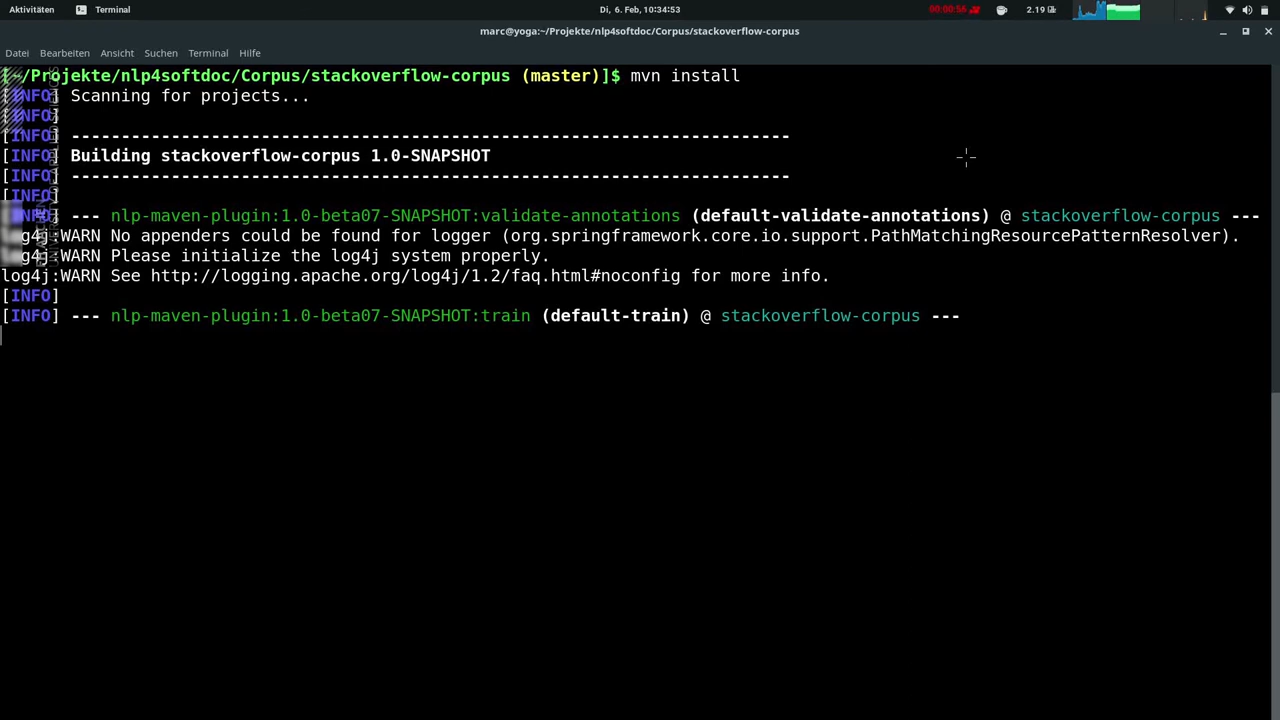 Aktivitäten Terminal Di, 6. Feb, 10:34:53 00:00:56 2.19
marc@yoga:~/Projekte/nlp4softdoc/Corpus/stackoverflow-corpus
Datei Bearbeiten Ansicht Suchen Terminal Hilfe
[~/Projekte/nlp4softdoc/Corpus/stackoverflow-corpus (master)]$ mvn install
[INFO] Scanning for projects...
[INFO]
[INFO] ------------------------------------------------------------------------
[INFO] Building stackoverflow-corpus 1.0-SNAPSHOT
[INFO] ------------------------------------------------------------------------
[INFO]
[INFO] --- nlp-maven-plugin:1.0-beta07-SNAPSHOT:validate-annotations (default-validate-annotations) @ stackoverflow-corpus ---
log4j:WARN No appenders could be found for logger (org.springframework.core.io.support.PathMatchingResourcePatternResolver).
log4j:WARN Please initialize the log4j system properly.
log4j:WARN See http://logging.apache.org/log4j/1.2/faq.html#noconfig for more info.
[INFO]
[INFO] --- nlp-maven-plugin:1.0-beta07-SNAPSHOT:train (default-train) @ stackoverflow-corpus ---